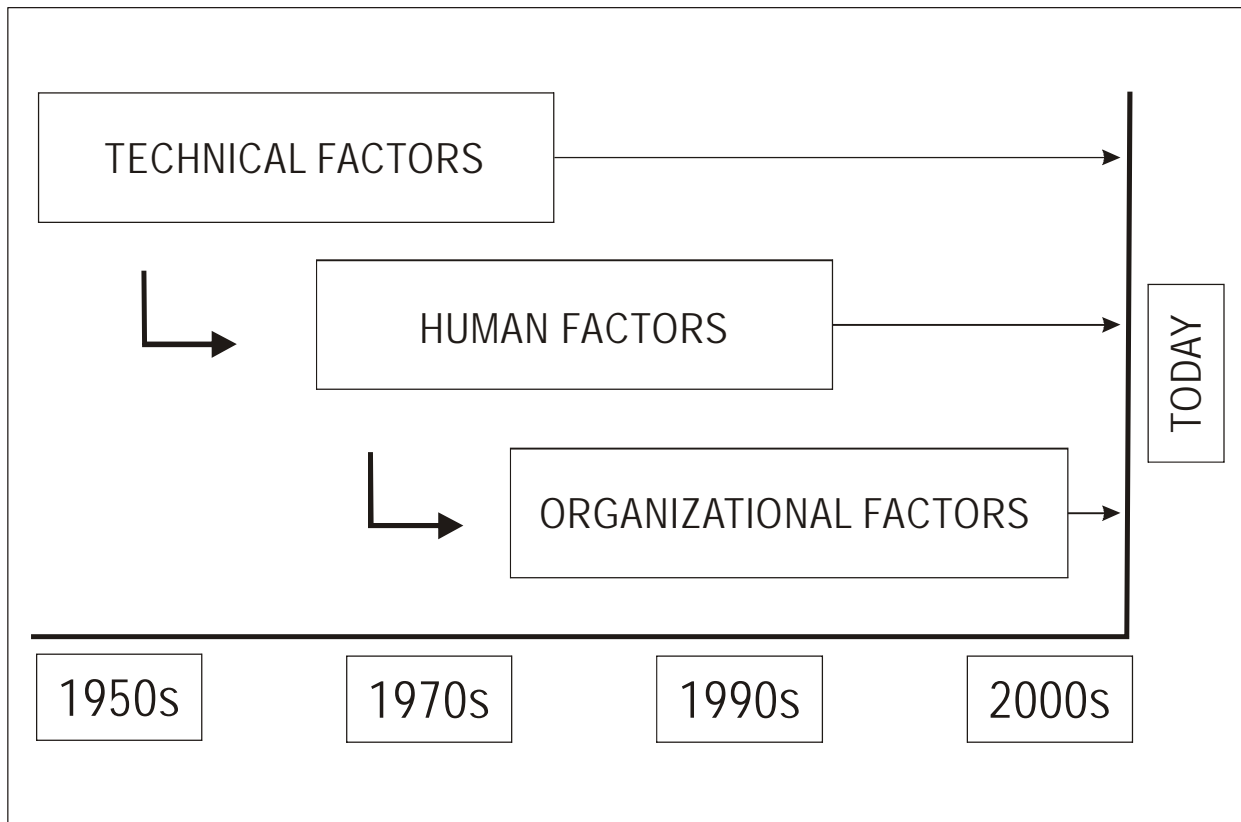 TECHNICAL FACTORS
HUMAN FACTORS
TODAY
ORGANIZATIONAL FACTORS
1950s
1970s
1990s
2000s